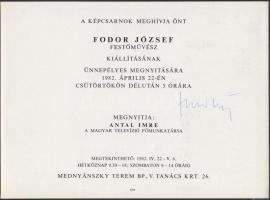 A KÉPCSARNOK MEGHÍVJA ÖNT
FODOR JÓZSEF
FESTŐMŰVÉSZ
KIÁLLÍTÁSÁNAK
ÜNNEPÉLYES MEGNYITÁSÁRA
1982. ÁPRILIS 22-ÉN
CSÜTÖRTÖKÖN DÉLUTÁN 5 ÓRÁRA
MEGNYITJA:
ANTAL IMRE
A MAGYAR TELEVÍZIÓ FŐMUNKATÁRSA
MEGTEKINTHETŐ: 1982. IV. 22 - V. 6.
HÉTKÖZNAP 9.30 - 18; SZOMBATON 9 - 14 ÓRÁIG
MEDNYÁNSZKY TEREM BP., V. TANÁCS KRT. 26.